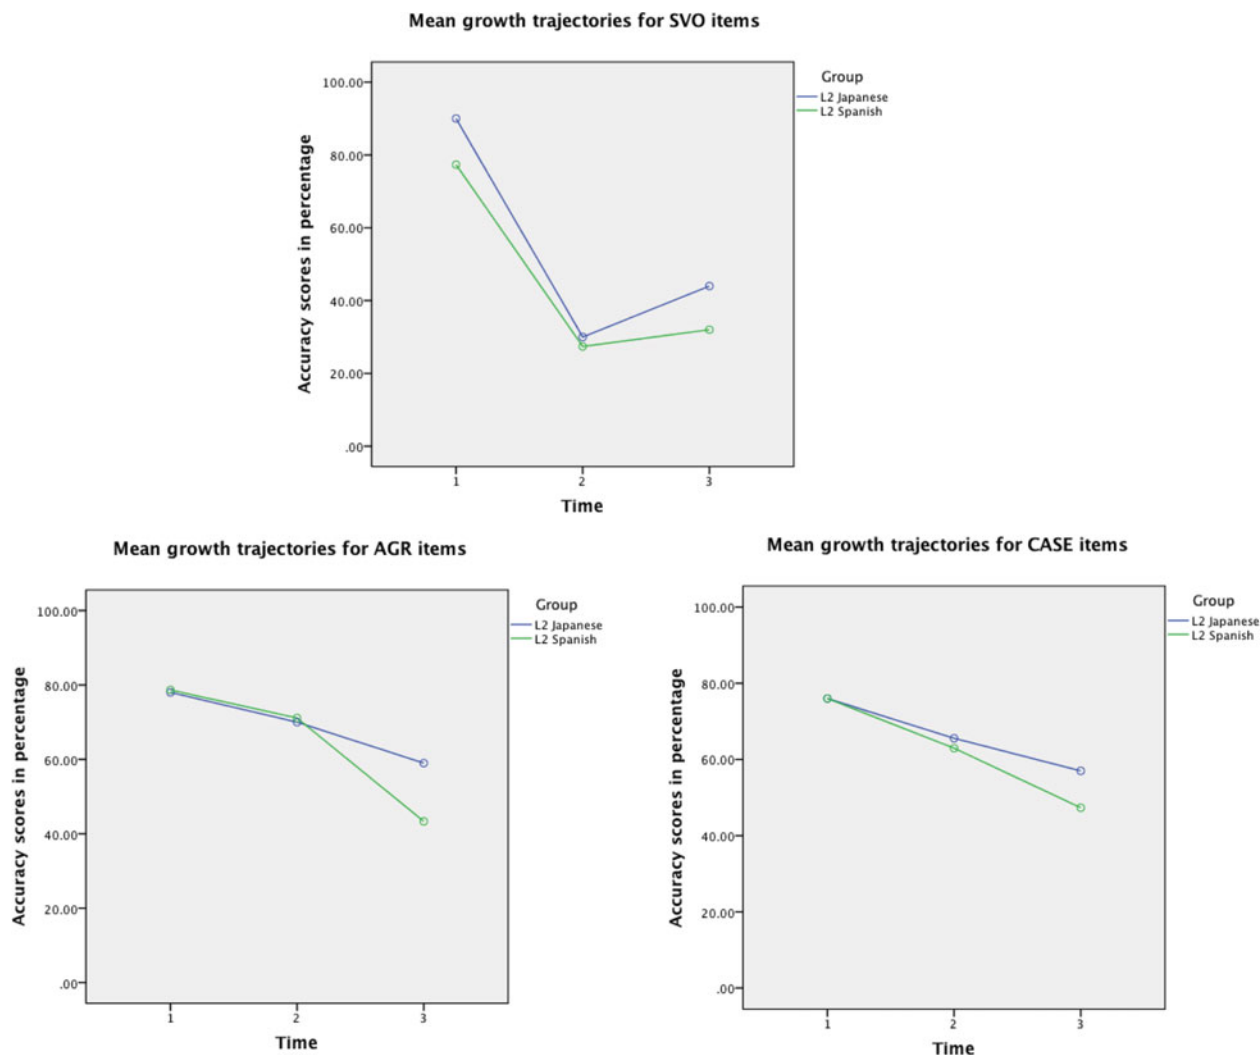 Mean growth trajectories for SVO items
Accuracy scores in percentage
100.00
80.00
60.00
40.00
20.00
.00
1 2 3
Time
Group
L2 Japanese
L2 Spanish
Mean growth trajectories for AGR items
Accuracy scores in percentage
100.00
80.00
60.00
40.00
20.00
.00
1 2 3
Time
Group
L2 Japanese
L2 Spanish
Mean growth trajectories for CASE items
Accuracy scores in percentage
100.00
80.00
60.00
40.00
20.00
.00
1 2 3
Time
Group
L2 Japanese
L2 Spanish